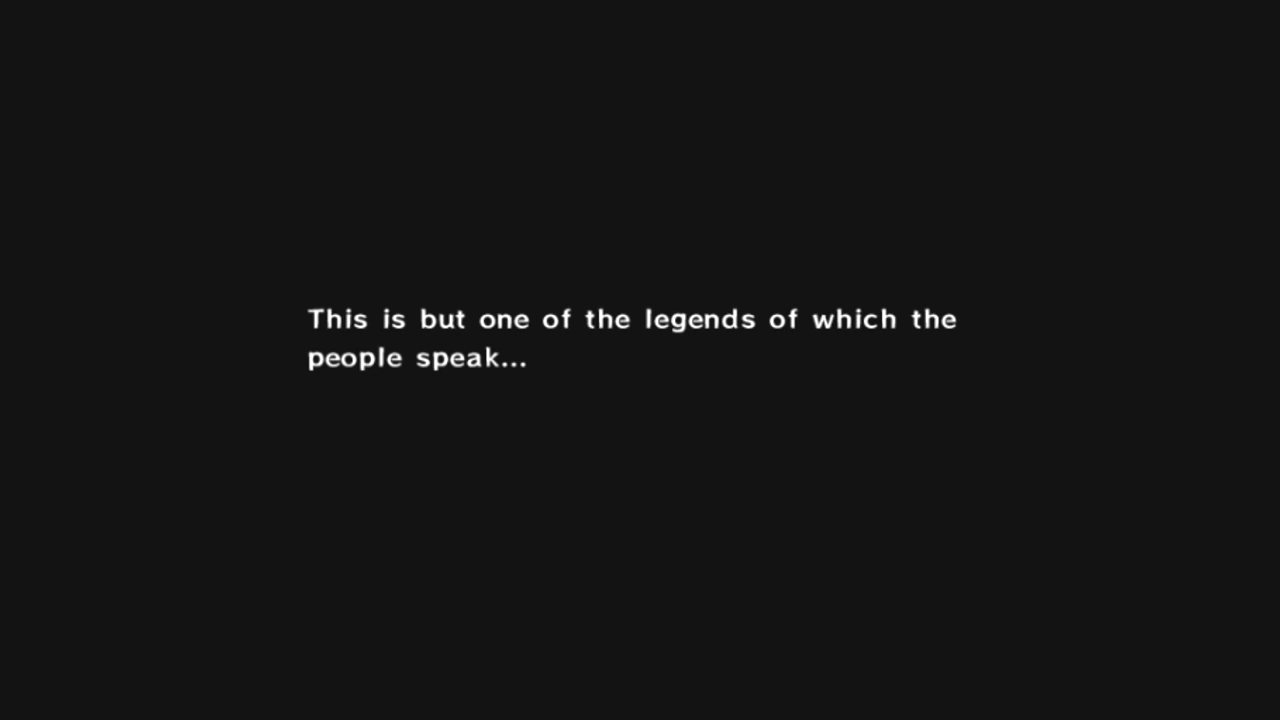 This is but one of the legends of which the
people speak...